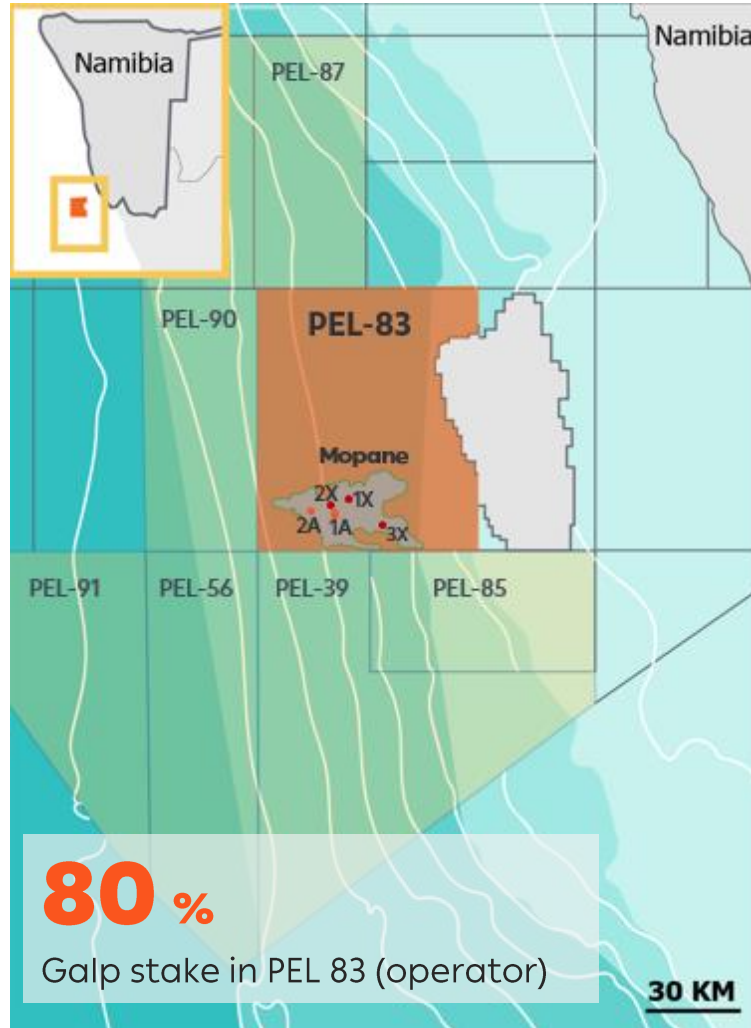 Namibia
PEL-87
Namibia
PEL-90
PEL-83
Mopane
2X
1X
2A
1A
3X
PEL-91
PEL-56
PEL-39
PEL-85
80 %
Galp stake in PEL 83 (operator)
30 KM